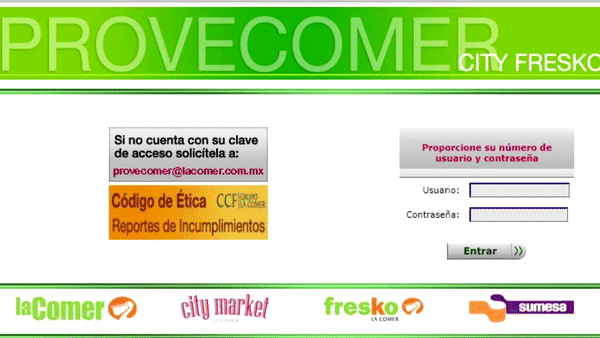 PROVECOMER
CITY FRESKO
Si no cuenta con su clave
de acceso solicítela a:
provecomer@lacomer.com.mx
Código de Ética CCF GRUPO LA COMER
Reportes de Incumplimientos
Proporcione su número de
usuario y contraseña
Usuario:
Contraseña:
Entrar
laComer
city market
LA COMER
fresko
LA COMER
sumesa